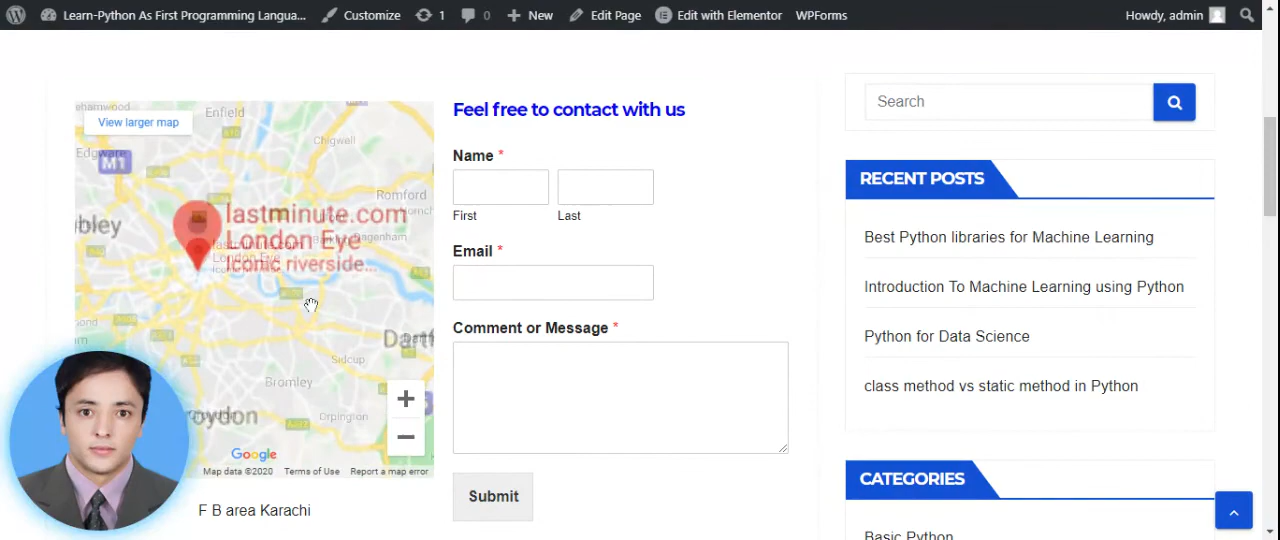 Learn-Python As First Programming Langua...
Customize
1
0
New
Edit Page
Edit with Elementor
WPForms
Howdy, admin
View larger map
Enfield
Edgware
M1
Chigwell
Romford
lastminute.com
London Eye
Iconic riverside...
Dagenham
Sidcup
Bromley
Orpington
Google
Map data ©2020
Terms of Use
Report a map error
F B area Karachi
Feel free to contact with us
Name *
First
Last
Email *
Comment or Message *
Submit
Search
RECENT POSTS
Best Python libraries for Machine Learning
Introduction To Machine Learning using Python
Python for Data Science
class method vs static method in Python
CATEGORIES
Basic Python